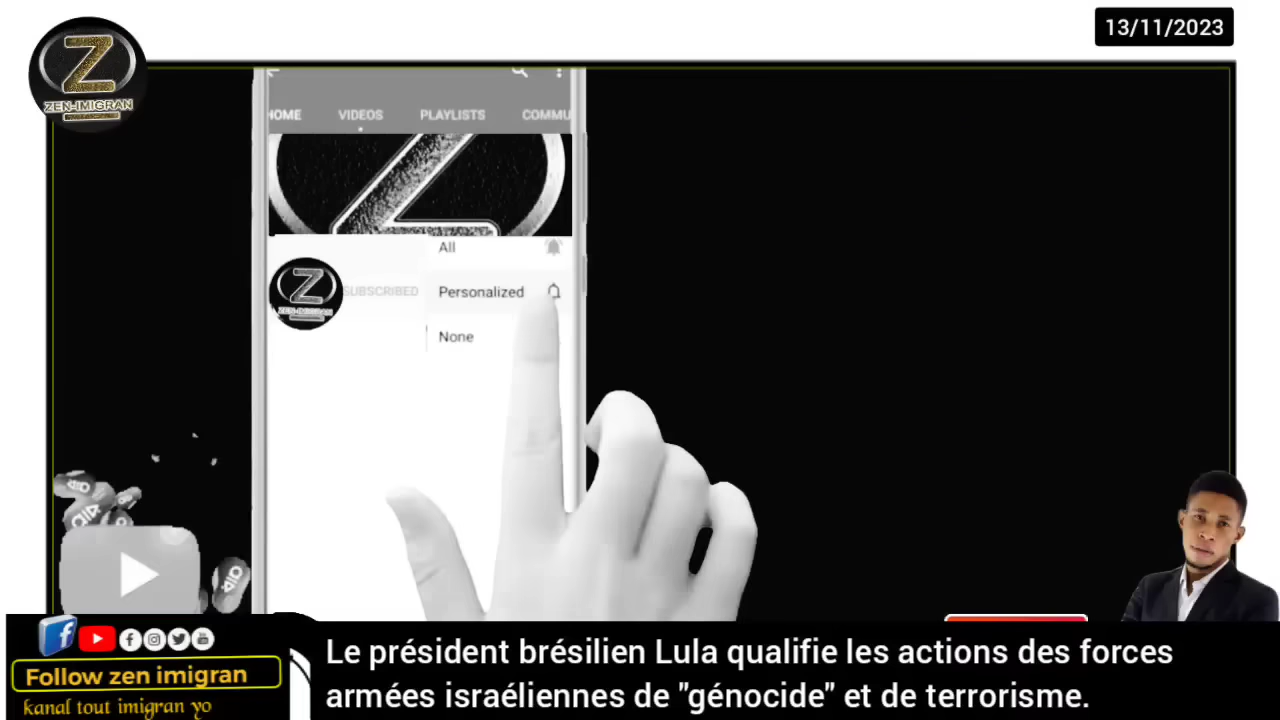 13/11/2023
Z
ZEN-IMIGRAN
HOME VIDEOS PLAYLISTS COMMU
All
SUBSCRIBED
Personalized
None
Le président brésilien Lula qualifie les actions des forces
armées israéliennes de "génocide" et de terrorisme.
Follow zen imigran
kanal tout imigran yo